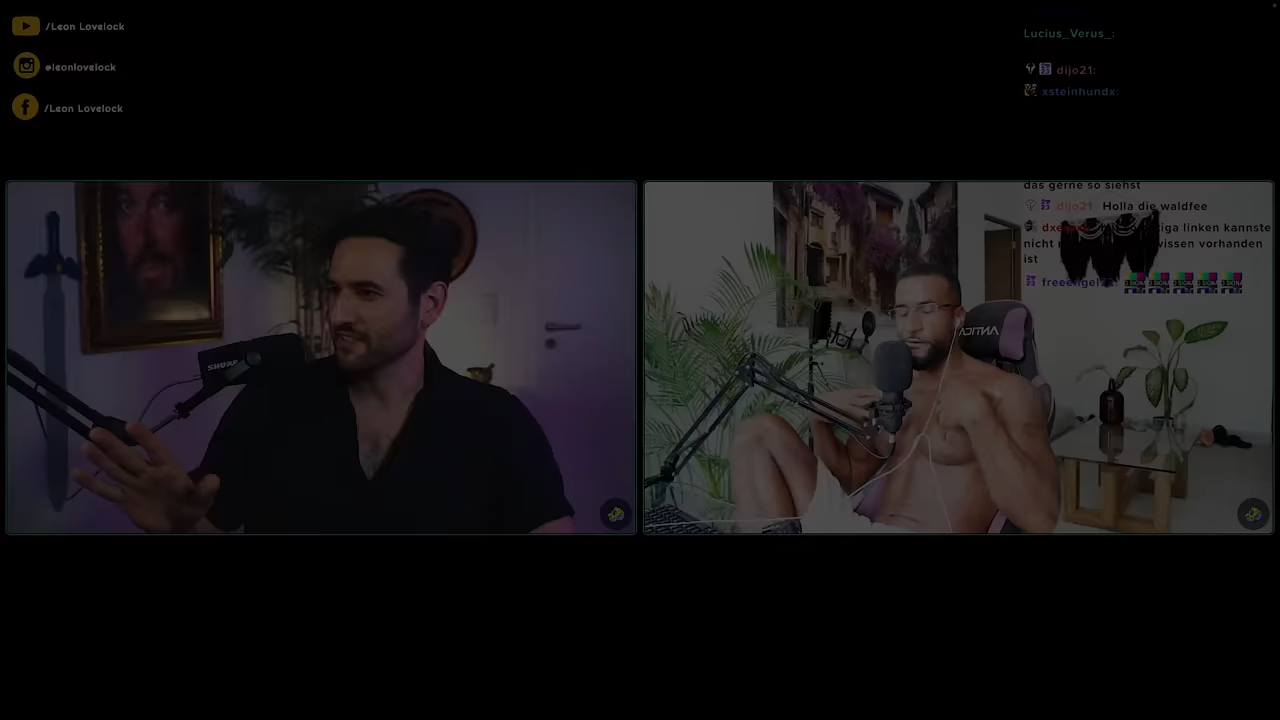 /Leon Lovelock
@leonlovelock
/Leon Lovelock
Lucius_Verus_:
dijo21:
xsteinhundx:
das gerne so siehst
dijo21 Holla die waldfee
linken kannste
nicht wissen vorhanden
ist
SHURE